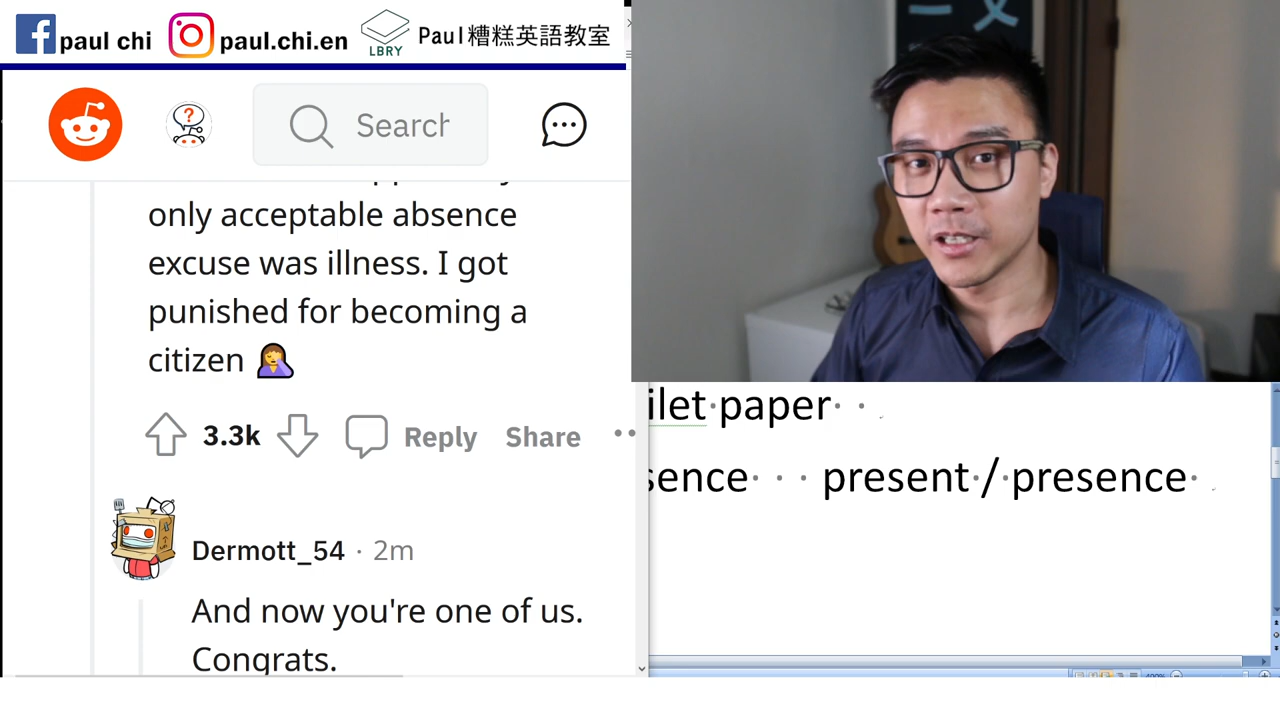 paul chi
paul.chi.en
LBRY
Paul糟糕英語教室
Search
only acceptable absence
excuse was illness. I got
punished for becoming a
citizen 🤦‍♀️
3.3k
Reply
Share
Dermott_54 · 2m
And now you're one of us.
Congrats.
ilet paper
sence present / presence
400%